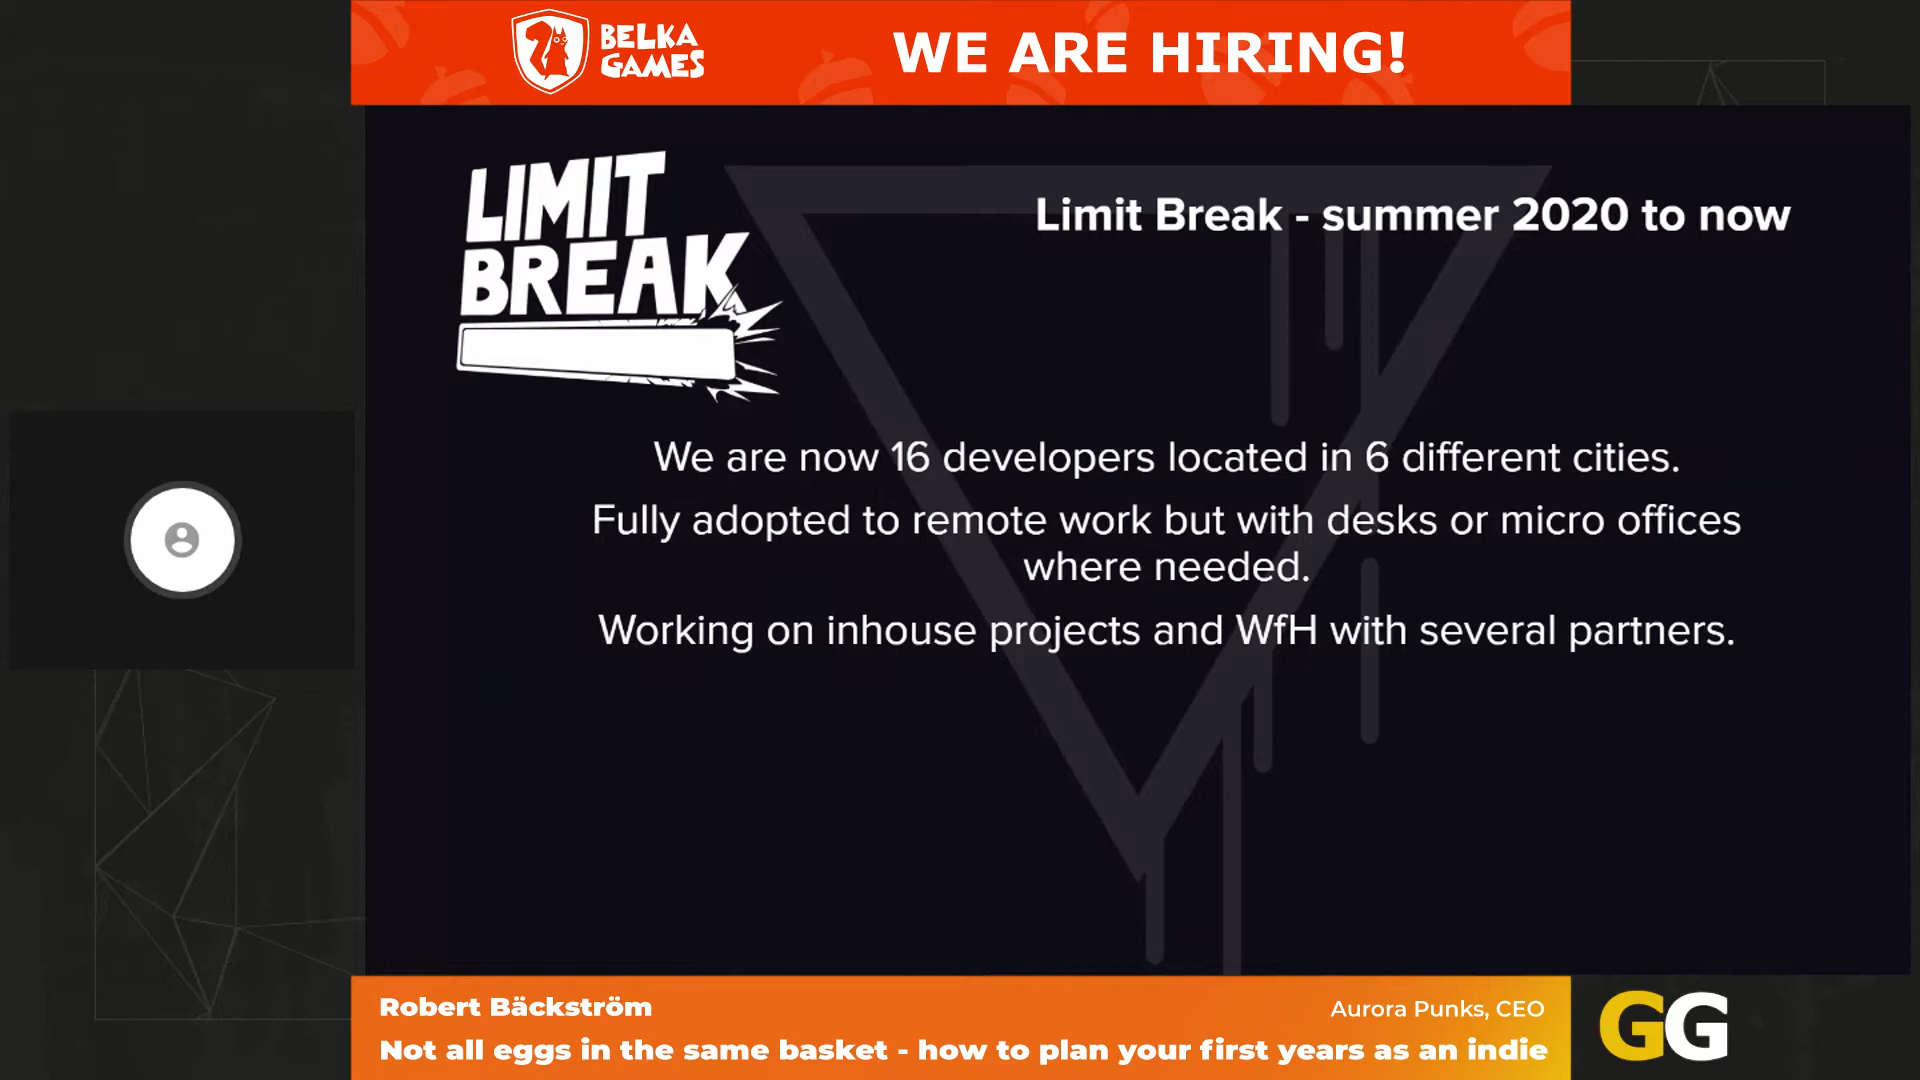 BELKA
GAMES
WE ARE HIRING!
LIMIT
BREAK
Limit Break - summer 2020 to now
We are now 16 developers located in 6 different cities.
Fully adopted to remote work but with desks or micro offices
where needed.
Working on inhouse projects and WfH with several partners.
Robert Bäckström
Aurora Punks, CEO
Not all eggs in the same basket - how to plan your first years as an indie
GG